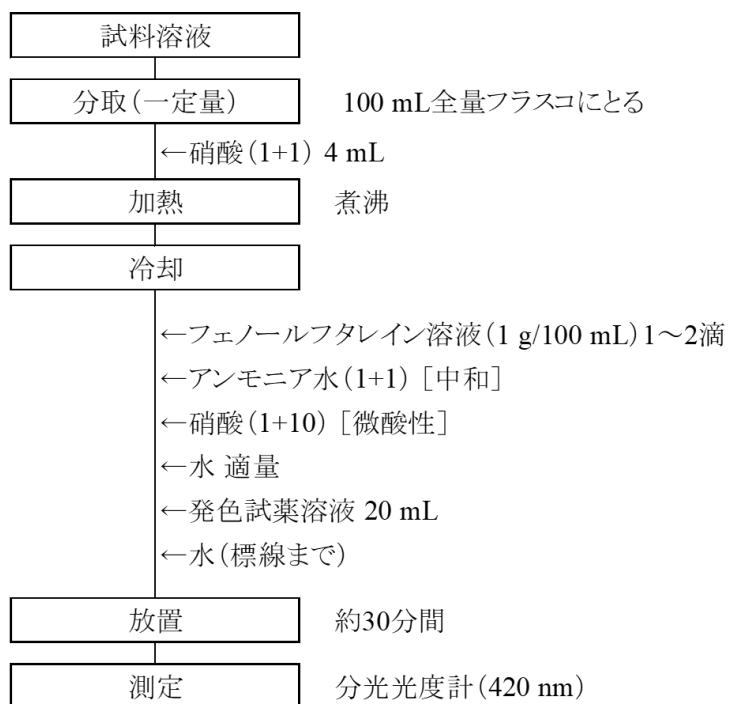 試料溶液
分取(一定量) 100 mL全量フラスコにとる
←硝酸(1+1) 4 mL
加熱 煮沸
冷却
←フェノールフタレイン溶液(1 g/100 mL)1~2滴
←アンモニア水(1+1)[中和]
←硝酸(1+10)[微酸性]
←水 適量
←発色試薬溶液 20 mL
←水(標線まで)
放置 約30分間
測定 分光光度計(420 nm)